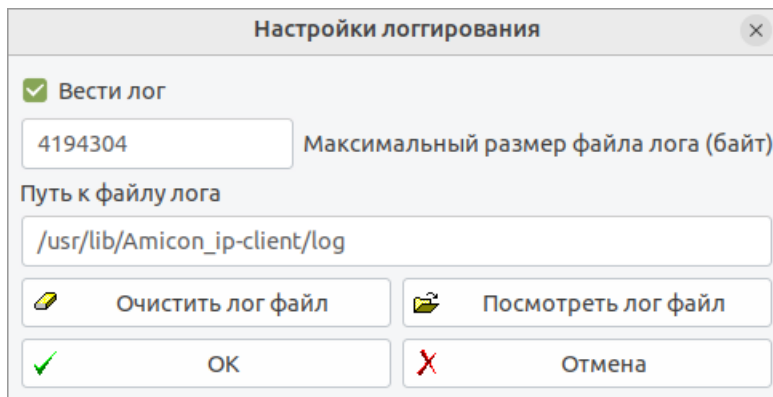 Настройки логгирования
Вести лог
4194304 Максимальный размер файла лога (байт)
Путь к файлу лога
/usr/lib/Amicon_ip-client/log
Очистить лог файл Посмотреть лог файл
OK Отмена